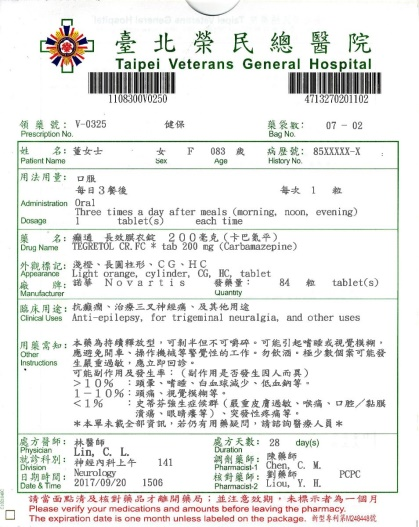 臺北榮民總醫院
Taipei Veterans General Hospital
1108300V0250
4713270201102
領藥號: V-0325 健保 藥袋數: 07 - 02
Prescription No. Bag No.
姓名: 董女士 女 F 083 歲 病歷號: 85XXXXX-X
Patient Name Sex Age History No.
用法用量: 口服
每日3餐後 每次 1 粒
Administration Oral
Three times a day after meals (morning, noon, evening)
Dosage 1 tablet(s) each time
藥名: 癲通 長效膜衣錠 200毫克(卡巴氮平)
Drug Name TEGRETOL CR.FC * tab 200 mg (Carbamazepine)
外觀標記: 淺橙、長圓柱形、CG、HC
Appearance Light orange, cylinder, CG, HC, tablet
廠牌: 諾華 Novartis 發藥量: 84 粒 tablet(s)
Manufacturer Quantity
臨床用途: 抗癲癇、治療三叉神經痛、及其他用途
Clinical Uses Anti-epilepsy, for trigeminal neuralgia, and other uses
用藥需知: 本藥為持續釋放型,可剝半但不可嚼碎。可能引起嗜睡或視覺模糊,
Other 應避免開車、操作機械等警覺性的工作。勿飲酒。極少數個案可能發
Instructions 生嚴重過敏,應立即回診。
可能副作用及發生率:(副作用是否發生因人而異)
>10%:頭暈、嗜睡、白血球減少、低血鈉等。
1-10%:頭痛、視覺模糊等。
<1%:史蒂芬強生症候群(嚴重皮膚過敏、喉痛、口腔/黏膜
潰瘍、眼睛癢等)、突發性疼痛等。
*本單未載全部資訊,若仍有用藥疑問,請諮詢醫療人員*
處方醫師: 林醫師 處方天數: 28 day(s)
Physician Lin, C. L. Duration
就診科別: 神經內科上午 141 調劑藥師: 陳藥師
Division Neurology Pharmacist-1 Chen, C. M.
日期時間: 2017/09/20 1506 核對藥師: 劉藥師 PCPC
Date & Time Pharmacist-2 Liou, Y. H.
請當面點清及核對藥品才離開藥局;並注意效期,未標示者為一個月
Please verify your medications and amounts before leaving the pharmacy.
The expiration date is one month unless labeled on the package. 新型專利第M248448號